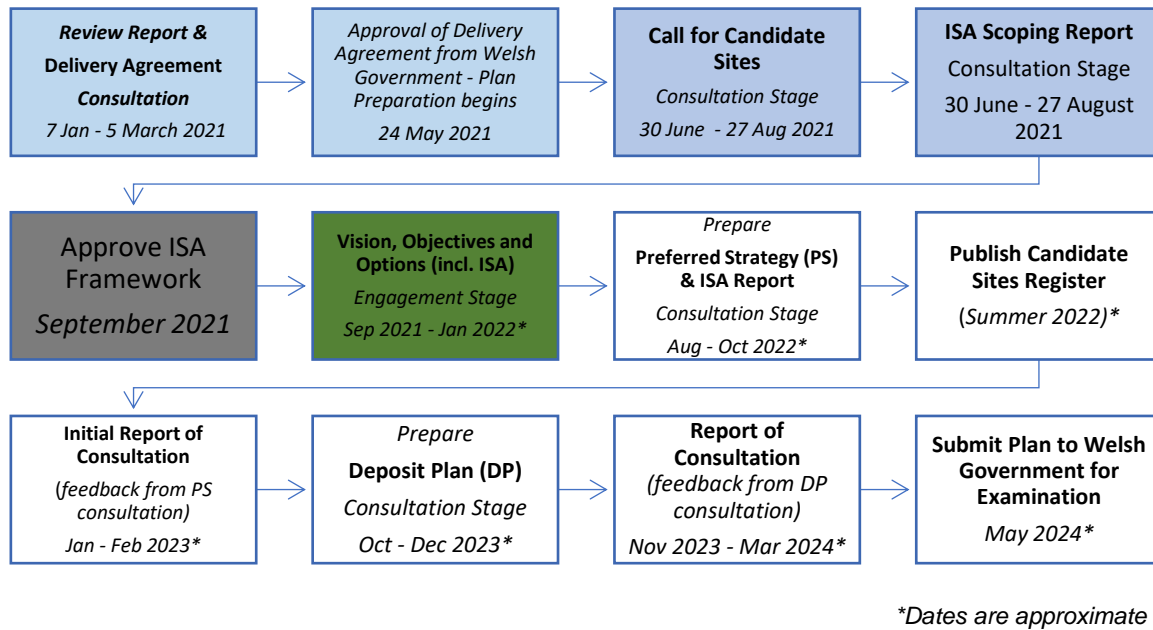 Review Report &
Delivery Agreement
Consultation
7 Jan - 5 March 2021
Approval of Delivery
Agreement from Welsh
Government - Plan
Preparation begins
24 May 2021
Call for Candidate
Sites
Consultation Stage
30 June - 27 Aug 2021
ISA Scoping Report
Consultation Stage
30 June - 27 August
2021
Approve ISA
Framework
September 2021
Vision, Objectives and
Options (incl. ISA)
Engagement Stage
Sep 2021 - Jan 2022*
Prepare
Preferred Strategy (PS)
& ISA Report
Consultation Stage
Aug - Oct 2022*
Publish Candidate
Sites Register
(Summer 2022)*
Initial Report of
Consultation
(feedback from PS
consultation)
Jan - Feb 2023*
Prepare
Deposit Plan (DP)
Consultation Stage
Oct - Dec 2023*
Report of
Consultation
(feedback from DP
consultation)
Nov 2023 - Mar 2024*
Submit Plan to Welsh
Government for
Examination
May 2024*
*Dates are approximate